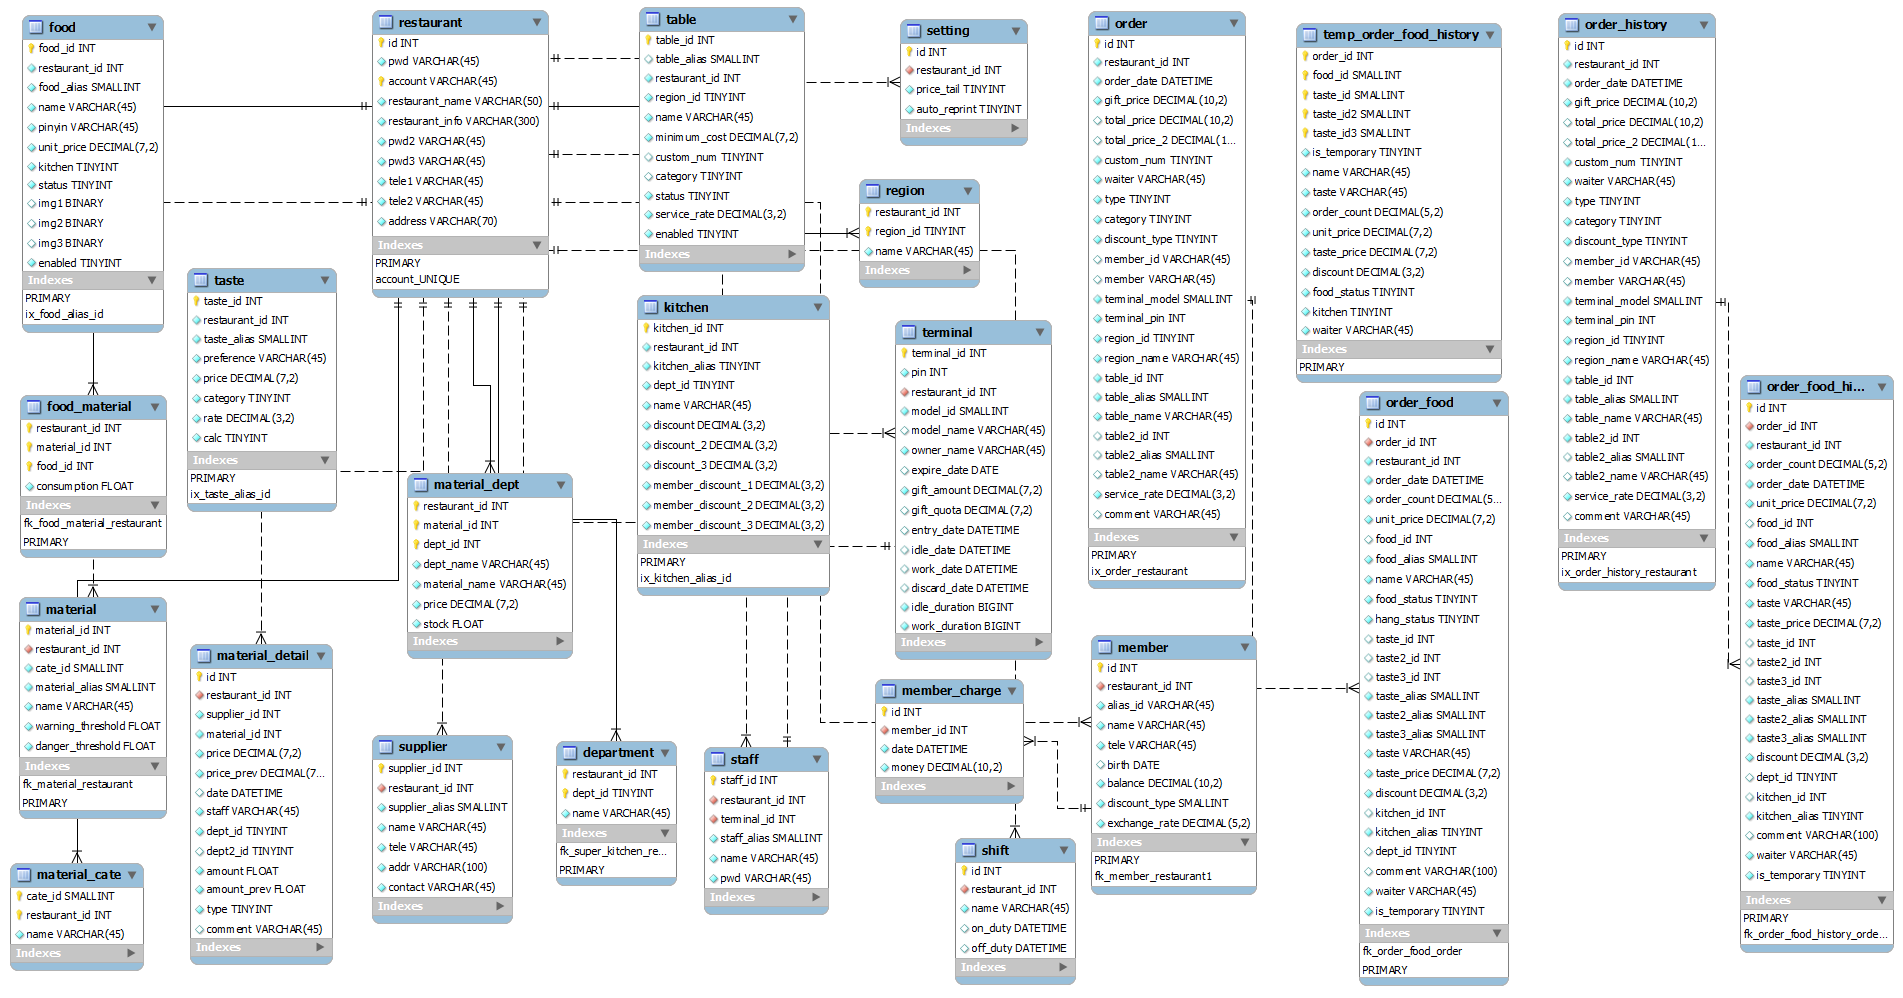 food
food_id INT
restaurant_id INT
food_alias SMALLINT
name VARCHAR(45)
pinyin VARCHAR(45)
unit_price DECIMAL(7,2)
kitchen TINYINT
status TINYINT
img1 BINARY
img2 BINARY
img3 BINARY
enabled TINYINT
Indexes
PRIMARY
ix_food_alias_id
restaurant
id INT
pwd VARCHAR(45)
account VARCHAR(45)
restaurant_name VARCHAR(50)
restaurant_info VARCHAR(300)
pwd2 VARCHAR(45)
pwd3 VARCHAR(45)
tele1 VARCHAR(45)
tele2 VARCHAR(45)
address VARCHAR(70)
Indexes
PRIMARY
account_UNIQUE
table
table_id INT
table_alias SMALLINT
restaurant_id INT
region_id TINYINT
name VARCHAR(45)
minimum_cost DECIMAL(7,2)
custom_num TINYINT
category TINYINT
status TINYINT
service_rate DECIMAL(3,2)
enabled TINYINT
Indexes
setting
id INT
restaurant_id INT
price_tail TINYINT
auto_reprint TINYINT
Indexes
region
restaurant_id INT
region_id TINYINT
name VARCHAR(45)
Indexes
order
id INT
restaurant_id INT
order_date DATETIME
gift_price DECIMAL(10,2)
total_price DECIMAL(10,2)
total_price_2 DECIMAL(1...
custom_num TINYINT
waiter VARCHAR(45)
type TINYINT
category TINYINT
discount_type TINYINT
member_id VARCHAR(45)
member VARCHAR(45)
terminal_model SMALLINT
terminal_pin INT
region_id TINYINT
region_name VARCHAR(45)
table_id INT
table_alias SMALLINT
table_name VARCHAR(45)
table2_id INT
table2_alias SMALLINT
table2_name VARCHAR(45)
service_rate DECIMAL(3,2)
comment VARCHAR(45)
Indexes
PRIMARY
ix_order_restaurant
temp_order_food_history
order_id INT
food_id SMALLINT
taste_id SMALLINT
taste_id2 SMALLINT
taste_id3 SMALLINT
is_temporary TINYINT
name VARCHAR(45)
taste VARCHAR(45)
order_count DECIMAL(5,2)
unit_price DECIMAL(7,2)
taste_price DECIMAL(7,2)
discount DECIMAL(3,2)
food_status TINYINT
kitchen TINYINT
waiter VARCHAR(45)
Indexes
PRIMARY
order_history
id INT
restaurant_id INT
order_date DATETIME
gift_price DECIMAL(10,2)
total_price DECIMAL(10,2)
total_price_2 DECIMAL(1...
custom_num TINYINT
waiter VARCHAR(45)
type TINYINT
category TINYINT
discount_type TINYINT
member_id VARCHAR(45)
member VARCHAR(45)
terminal_model SMALLINT
terminal_pin INT
region_id TINYINT
region_name VARCHAR(45)
table_id INT
table_alias SMALLINT
table_name VARCHAR(45)
table2_id INT
table2_alias SMALLINT
table2_name VARCHAR(45)
service_rate DECIMAL(3,2)
comment VARCHAR(45)
Indexes
PRIMARY
ix_order_history_restaurant
taste
taste_id INT
restaurant_id INT
taste_alias SMALLINT
preference VARCHAR(45)
price DECIMAL(7,2)
category TINYINT
rate DECIMAL(3,2)
calc TINYINT
Indexes
PRIMARY
ix_taste_alias_id
kitchen
kitchen_id INT
restaurant_id INT
kitchen_alias TINYINT
dept_id TINYINT
name VARCHAR(45)
discount DECIMAL(3,2)
discount_2 DECIMAL(3,2)
discount_3 DECIMAL(3,2)
member_discount_1 DECIMAL(3,2)
member_discount_2 DECIMAL(3,2)
member_discount_3 DECIMAL(3,2)
Indexes
PRIMARY
ix_kitchen_alias_id
terminal
terminal_id INT
pin INT
restaurant_id INT
model_id SMALLINT
model_name VARCHAR(45)
owner_name VARCHAR(45)
expire_date DATE
gift_amount DECIMAL(7,2)
gift_quota DECIMAL(7,2)
entry_date DATETIME
idle_date DATETIME
work_date DATETIME
discard_date DATETIME
idle_duration BIGINT
work_duration BIGINT
Indexes
food_material
restaurant_id INT
material_id INT
food_id INT
consumption FLOAT
Indexes
fk_food_material_restaurant
PRIMARY
material_dept
restaurant_id INT
material_id INT
dept_id INT
dept_name VARCHAR(45)
material_name VARCHAR(45)
price DECIMAL(7,2)
stock FLOAT
Indexes
order_food
id INT
order_id INT
restaurant_id INT
order_date DATETIME
order_count DECIMAL(5...
unit_price DECIMAL(7,2)
food_id INT
food_alias SMALLINT
name VARCHAR(45)
food_status TINYINT
hang_status TINYINT
taste_id INT
taste2_id INT
taste3_id INT
taste_alias SMALLINT
taste2_alias SMALLINT
taste3_alias SMALLINT
taste VARCHAR(45)
taste_price DECIMAL(7,2)
discount DECIMAL(3,2)
kitchen_id INT
kitchen_alias TINYINT
dept_id TINYINT
comment VARCHAR(100)
waiter VARCHAR(45)
is_temporary TINYINT
Indexes
fk_order_food_order
PRIMARY
order_food_hi...
id INT
order_id INT
restaurant_id INT
order_count DECIMAL(5,2)
order_date DATETIME
unit_price DECIMAL(7,2)
food_id INT
food_alias SMALLINT
name VARCHAR(45)
food_status TINYINT
taste VARCHAR(45)
taste_price DECIMAL(7,2)
taste_id INT
taste2_id INT
taste3_id INT
taste_alias SMALLINT
taste2_alias SMALLINT
taste3_alias SMALLINT
discount DECIMAL(3,2)
dept_id TINYINT
kitchen_id INT
kitchen_alias TINYINT
comment VARCHAR(100)
waiter VARCHAR(45)
is_temporary TINYINT
Indexes
PRIMARY
fk_order_food_history_orde...
material
material_id INT
restaurant_id INT
cate_id SMALLINT
material_alias SMALLINT
name VARCHAR(45)
warning_threshold FLOAT
danger_threshold FLOAT
Indexes
fk_material_restaurant
PRIMARY
material_detail
id INT
restaurant_id INT
supplier_id INT
material_id INT
price DECIMAL(7,2)
price_prev DECIMAL(7...
date DATETIME
staff VARCHAR(45)
dept_id TINYINT
dept2_id TINYINT
amount FLOAT
amount_prev FLOAT
type TINYINT
comment VARCHAR(45)
Indexes
supplier
supplier_id INT
restaurant_id INT
supplier_alias SMALLINT
name VARCHAR(45)
tele VARCHAR(45)
addr VARCHAR(100)
contact VARCHAR(45)
Indexes
department
restaurant_id INT
dept_id TINYINT
name VARCHAR(45)
Indexes
fk_super_kitchen_re...
PRIMARY
staff
staff_id INT
restaurant_id INT
terminal_id INT
staff_alias SMALLINT
name VARCHAR(45)
pwd VARCHAR(45)
Indexes
member_charge
id INT
member_id INT
date DATETIME
money DECIMAL(10,2)
Indexes
member
id INT
restaurant_id INT
alias_id VARCHAR(45)
name VARCHAR(45)
tele VARCHAR(45)
birth DATE
balance DECIMAL(10,2)
discount_type SMALLINT
exchange_rate DECIMAL(5,2)
Indexes
PRIMARY
fk_member_restaurant1
shift
id INT
restaurant_id INT
name VARCHAR(45)
on_duty DATETIME
off_duty DATETIME
Indexes
material_cate
cate_id SMALLINT
restaurant_id INT
name VARCHAR(45)
Indexes